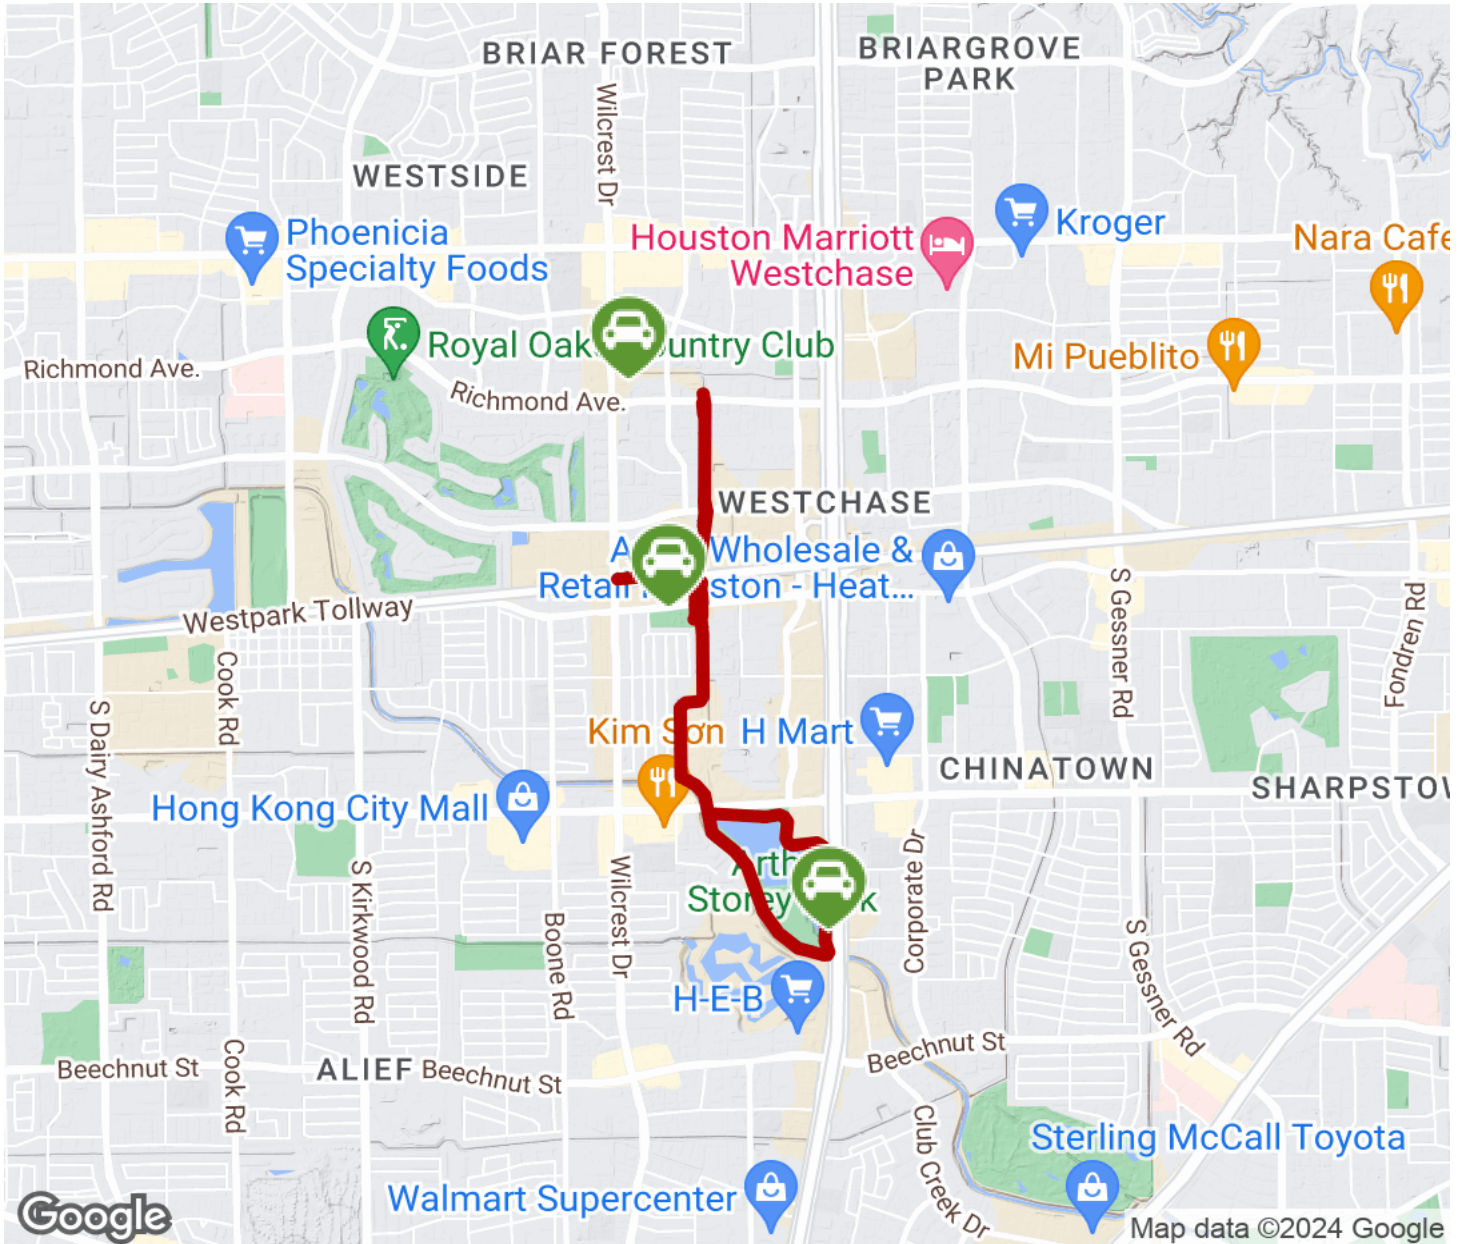 BRIAR FOREST
BRIARGROVE
PARK
Wilcrest Dr
WESTSIDE
Phoenicia
Specialty Foods
Houston Marriott
Westchase
Kroger
Nara Cafe
Royal Oak
untry Club
Mi Pueblito
Richmond Ave.
Richmond Ave.
WESTCHASE
Wholesale &
Retail
ston - Heat...
Westpark Tollway
S Gessner Rd
Fondren Rd
Cook Rd
S Dairy Ashford Rd
Kim Sơn
H Mart
CHINATOWN
SHARPSTOW
Hong Kong City Mall
Corporate Dr
S Kirkwood Rd
Wilcrest Dr
Boone Rd
Arth
Storey
k
H-E-B
S Gessner Rd
Beechnut St
Beechnut St
ALIEF
Beechnut St
Cook Rd
Club Creek Dr
Sterling McCall Toyota
Walmart Supercenter
Google
Map data ©2024 Google